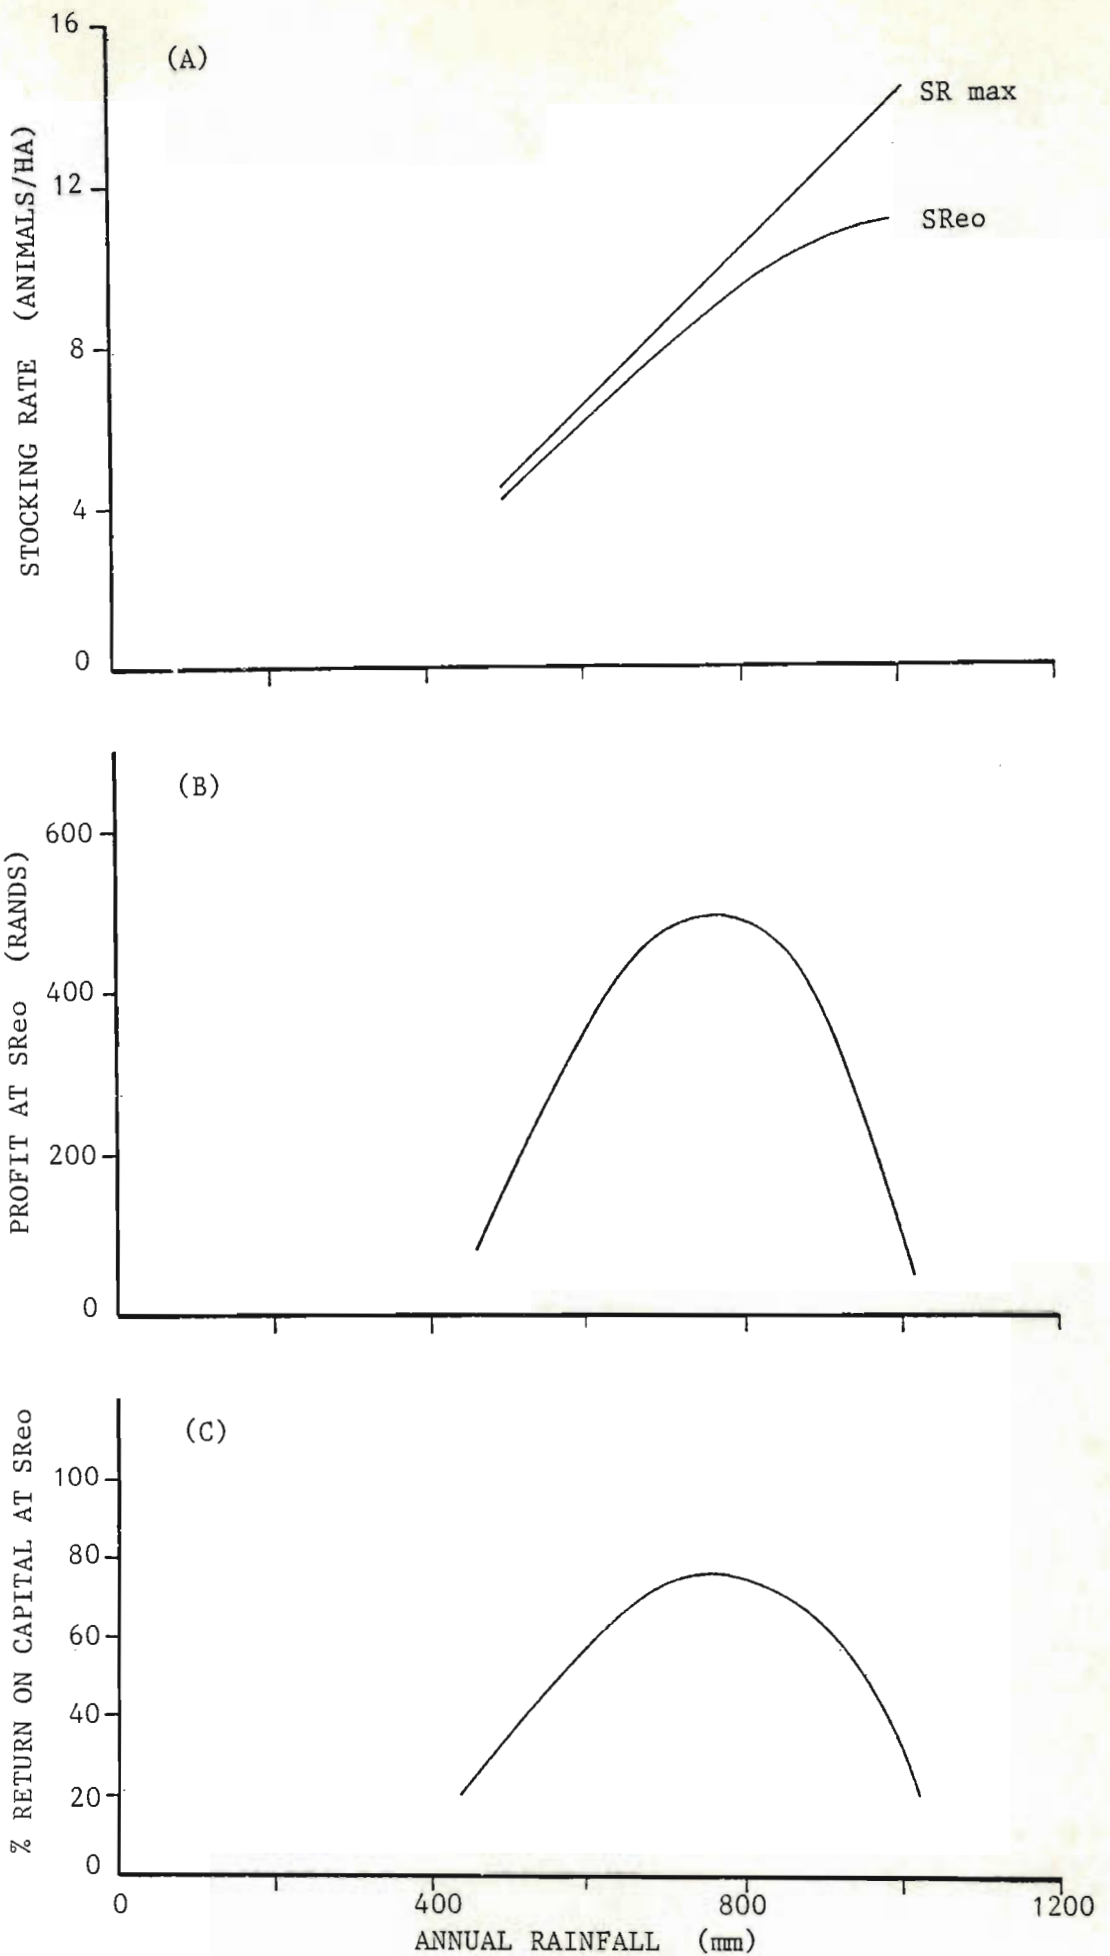 (A)
16
12
8
4
0
STOCKING RATE (ANIMALS/HA)
SR max
SReo
(B)
600
400
200
0
PROFIT AT SReo (RANDS)
(C)
100
80
60
40
20
0
% RETURN ON CAPITAL AT SReo
0 400 800 1200
ANNUAL RAINFALL (mm)